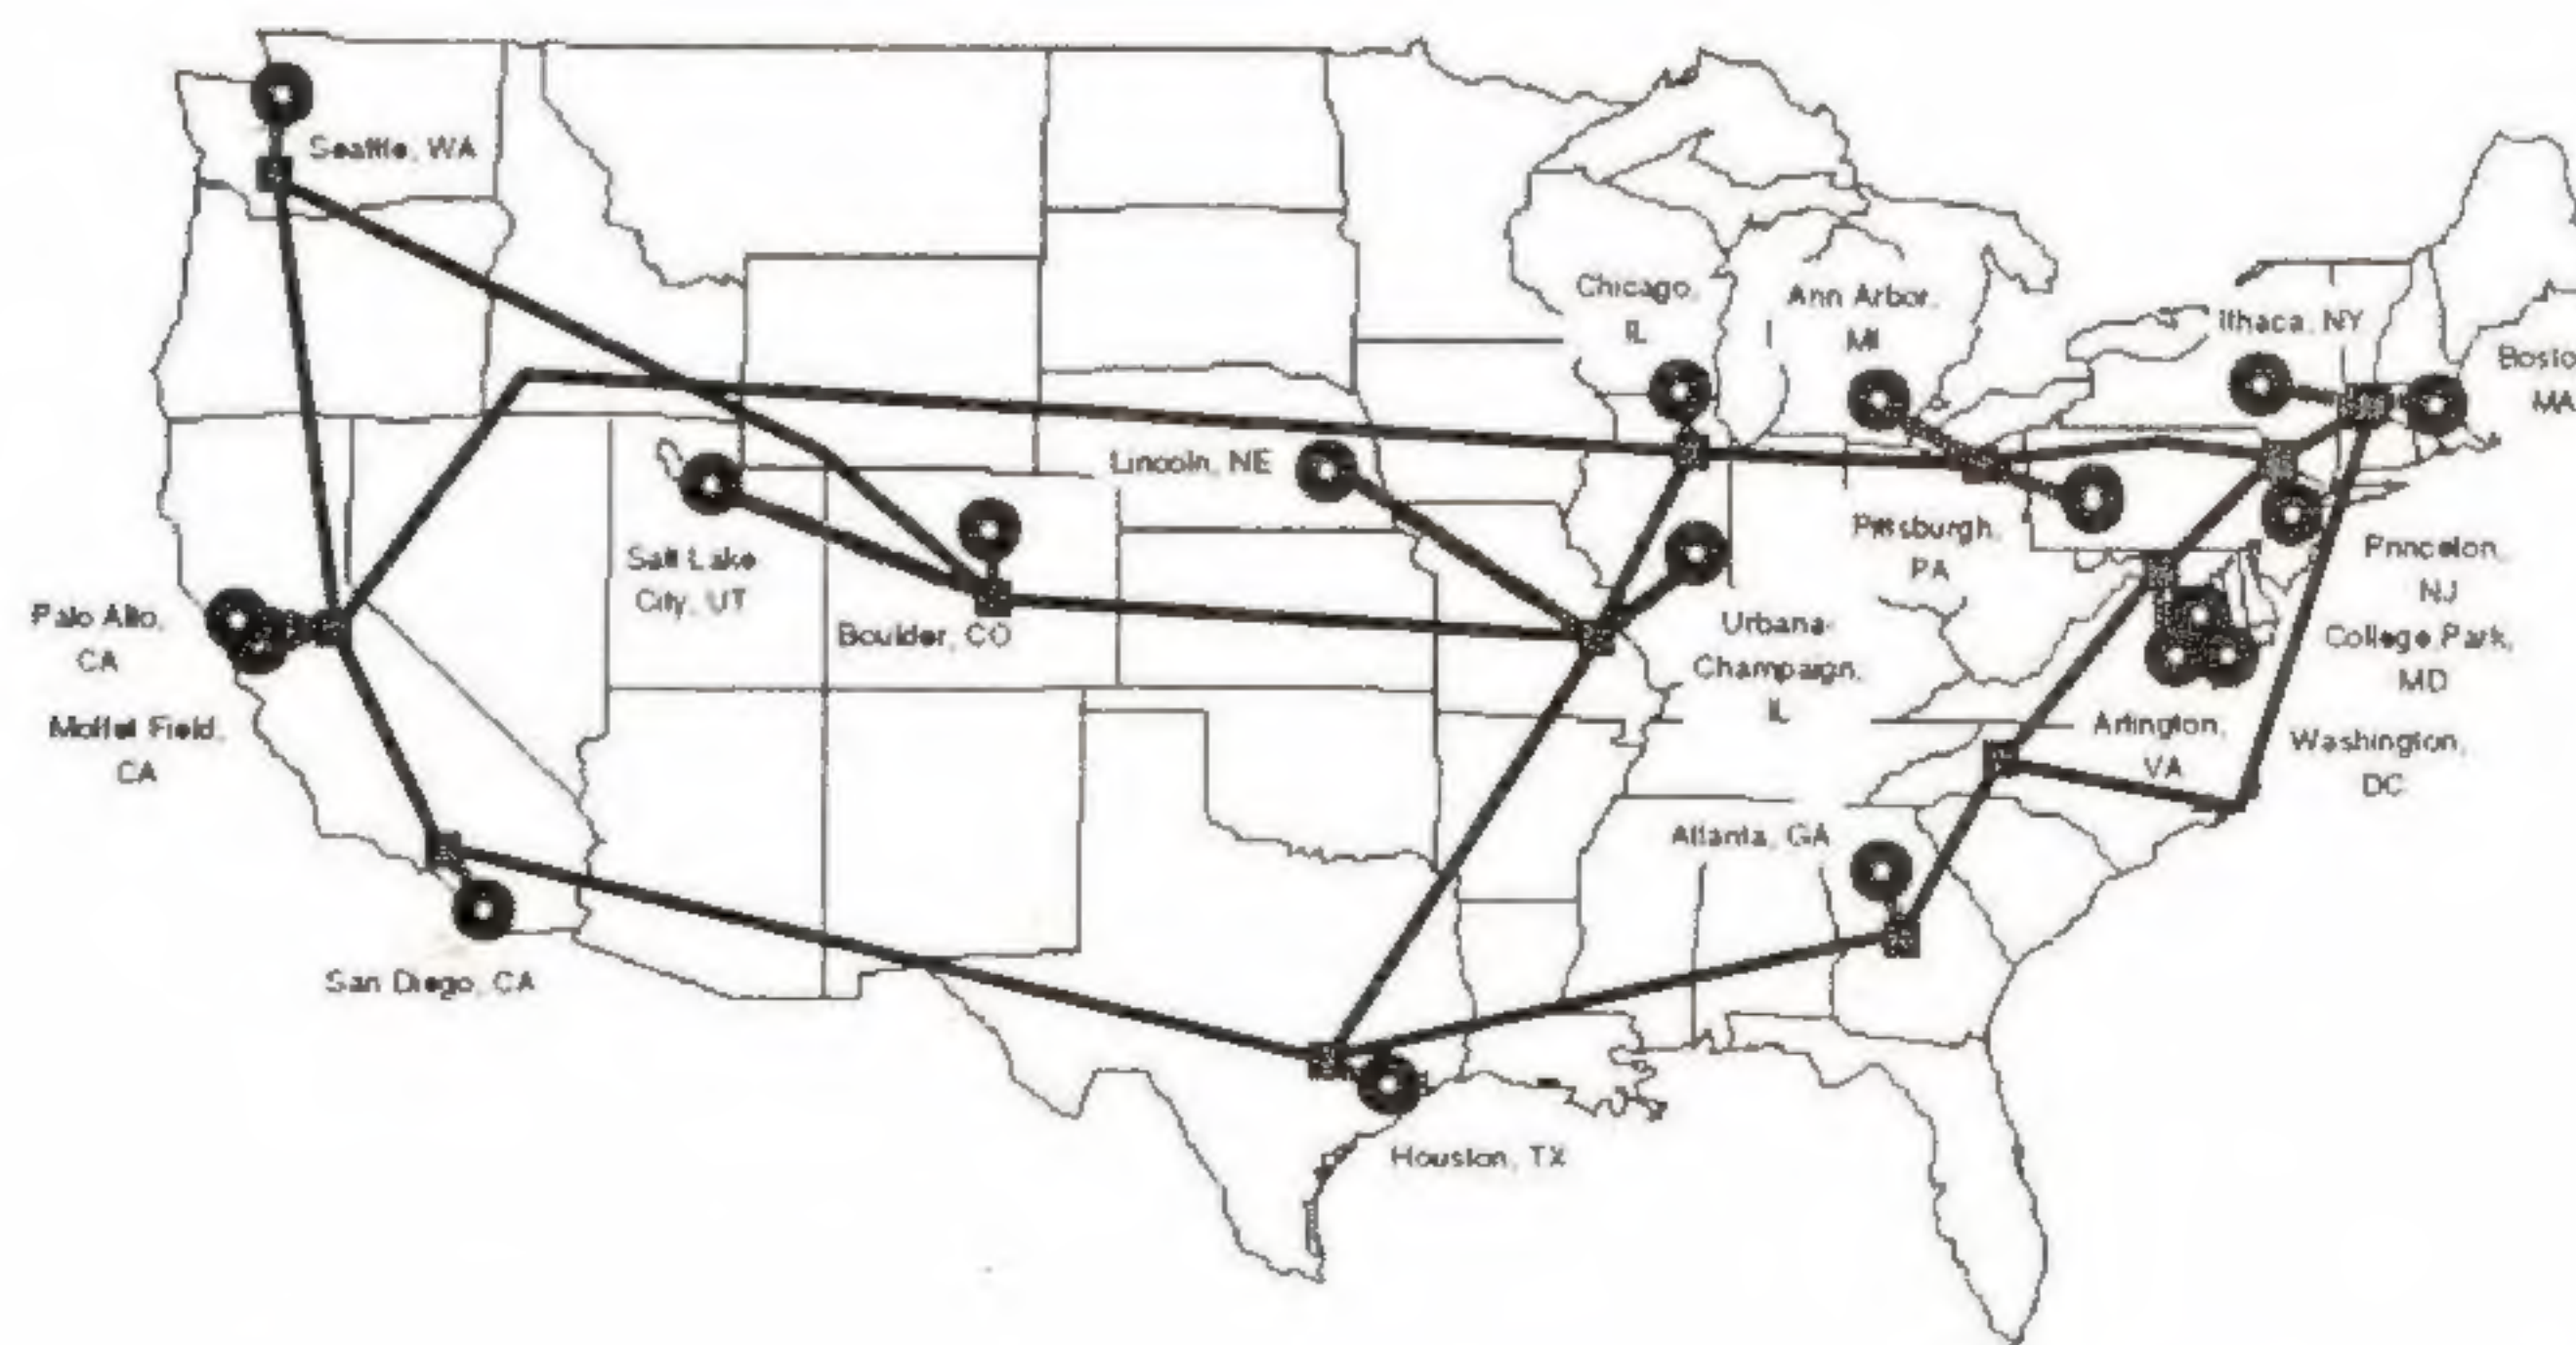 Seattle, WA
Chicago,
IL
Ann Arbor,
MI
Ithaca, NY
Bosto
MA
Lincoln, NE
Salt Lake
City, UT
Boulder, CO
Palo Alto,
CA
Moffet Field,
CA
San Diego, CA
Pittsburgh,
PA
Urbana-
Champaign,
IL
Princeton,
NJ
College Park,
MD
Arlington,
VA
Washington,
DC
Atlanta, GA
Houston, TX